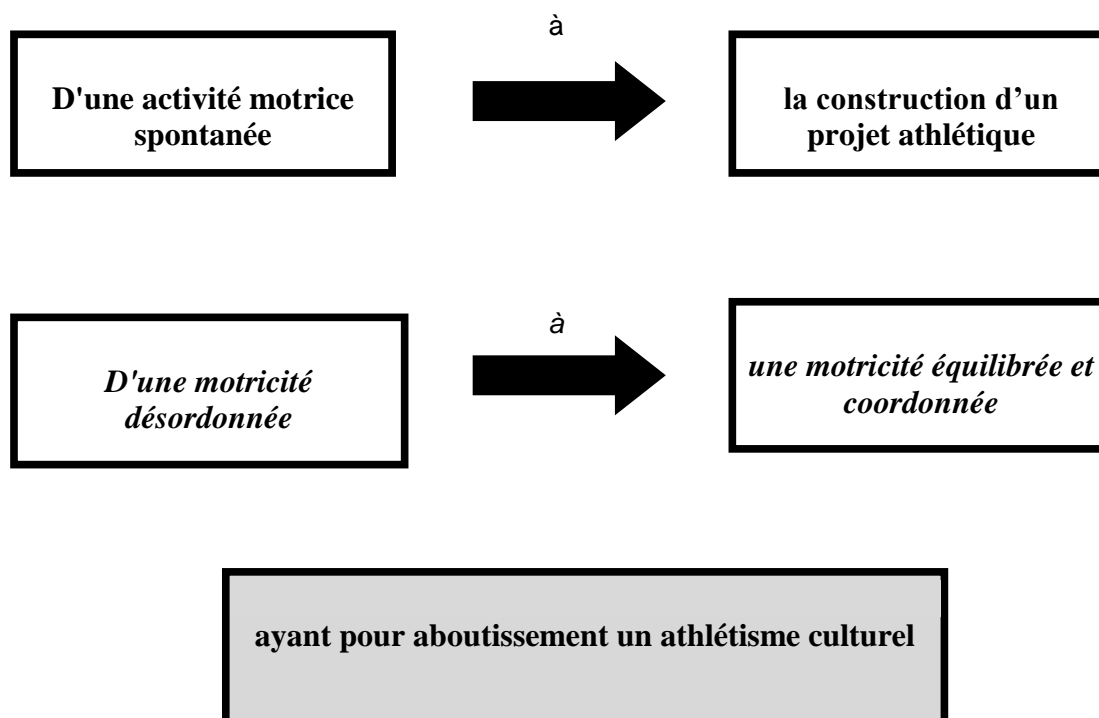 à
D'une activité motrice
spontanée
la construction d’un
projet athlétique
à
D'une motricité
désordonnée
une motricité équilibrée et
coordonnée
ayant pour aboutissement un athlétisme culturel